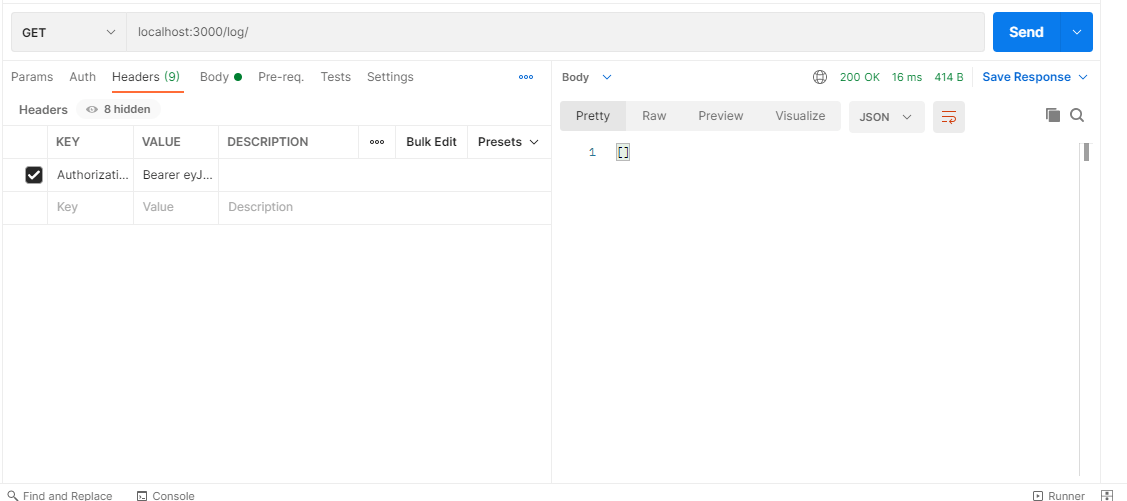 GET localhost:3000/log/ Send
Params Auth Headers (9) Body Pre-req. Tests Settings
Body 200 OK 16 ms 414 B Save Response
Headers 8 hidden
Pretty Raw Preview Visualize JSON
KEY VALUE DESCRIPTION Bulk Edit Presets
1 []
Authorizati... Bearer eyJ...
Key Value Description
Find and Replace Console Runner